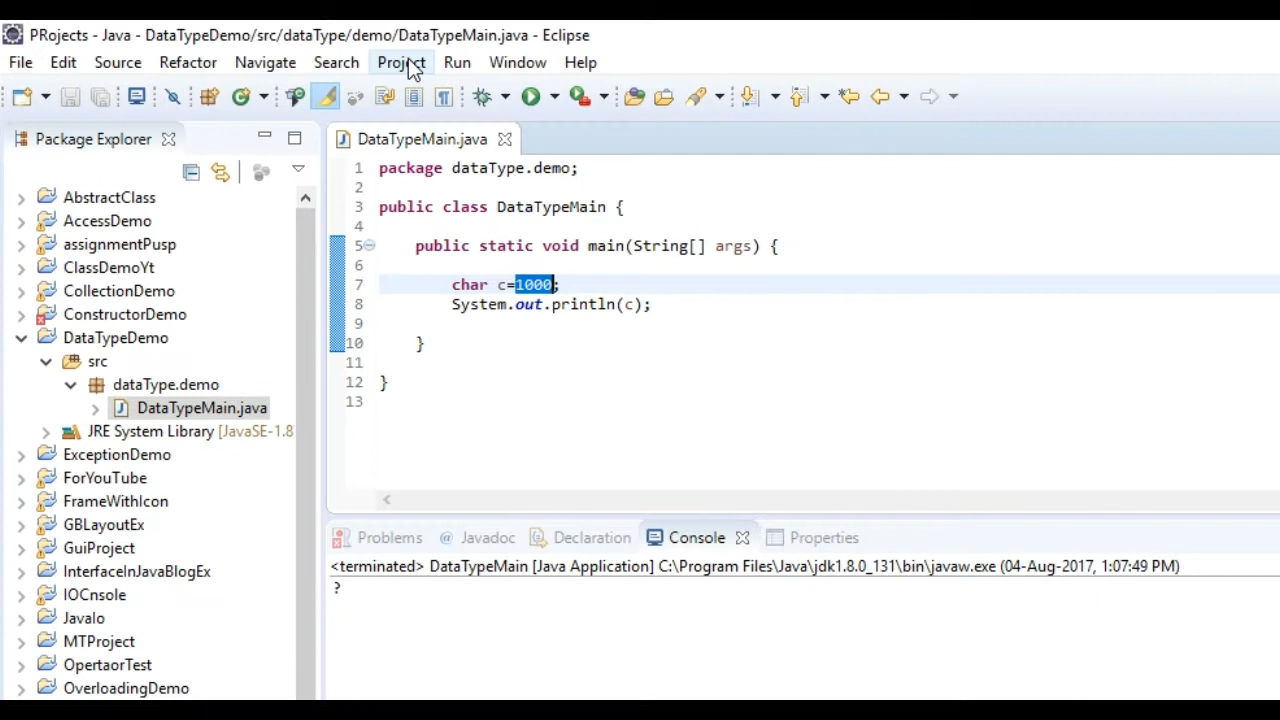 PRojects - Java - DataTypeDemo/src/dataType/demo/DataTypeMain.java - Eclipse
File Edit Source Refactor Navigate Search Project Run Window Help
Package Explorer
AbstractClass
AccessDemo
assignmentPusp
ClassDemoYt
CollectionDemo
ConstructorDemo
DataTypeDemo
src
dataType.demo
DataTypeMain.java
JRE System Library [JavaSE-1.8
ExceptionDemo
ForYouTube
FrameWithIcon
GBLayoutEx
GuiProject
InterfaceInJavaBlogEx
IOCnsole
JavaIo
MTProject
OpertaorTest
OverloadingDemo
DataTypeMain.java
1 package dataType.demo;
2
3 public class DataTypeMain {
4
5 public static void main(String[] args) {
6
7 char c=1000;
8 System.out.println(c);
9
10 }
11
12 }
13
Problems @ Javadoc Declaration Console Properties
<terminated> DataTypeMain [Java Application] C:\Program Files\Java\jdk1.8.0_131\bin\javaw.exe (04-Aug-2017, 1:07:49 PM)
?